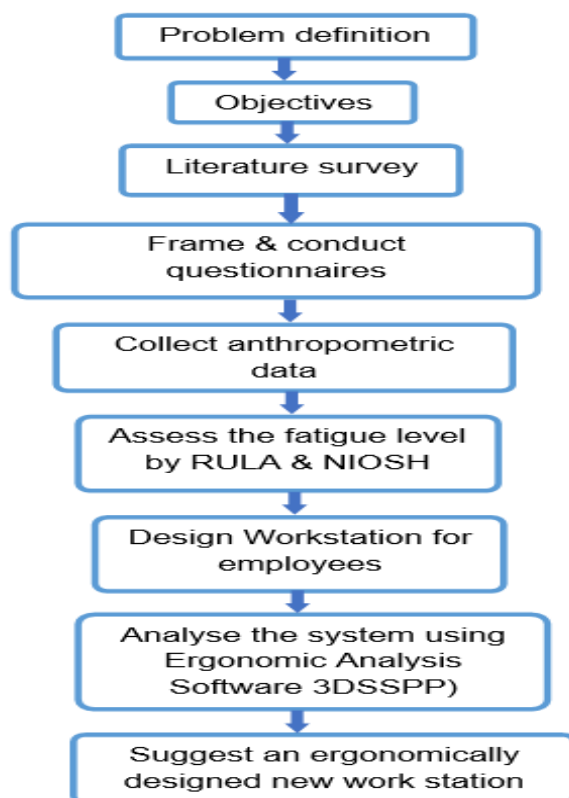 Problem definition
Objectives
Literature survey
Frame & conduct
questionnaires
Collect anthropometric
data
Assess the fatigue level
by RULA & NIOSH
Design Workstation for
employees
Analyse the system using
Ergonomic Analysis
Software 3DSSPP)
Suggest an ergonomically
designed new work station